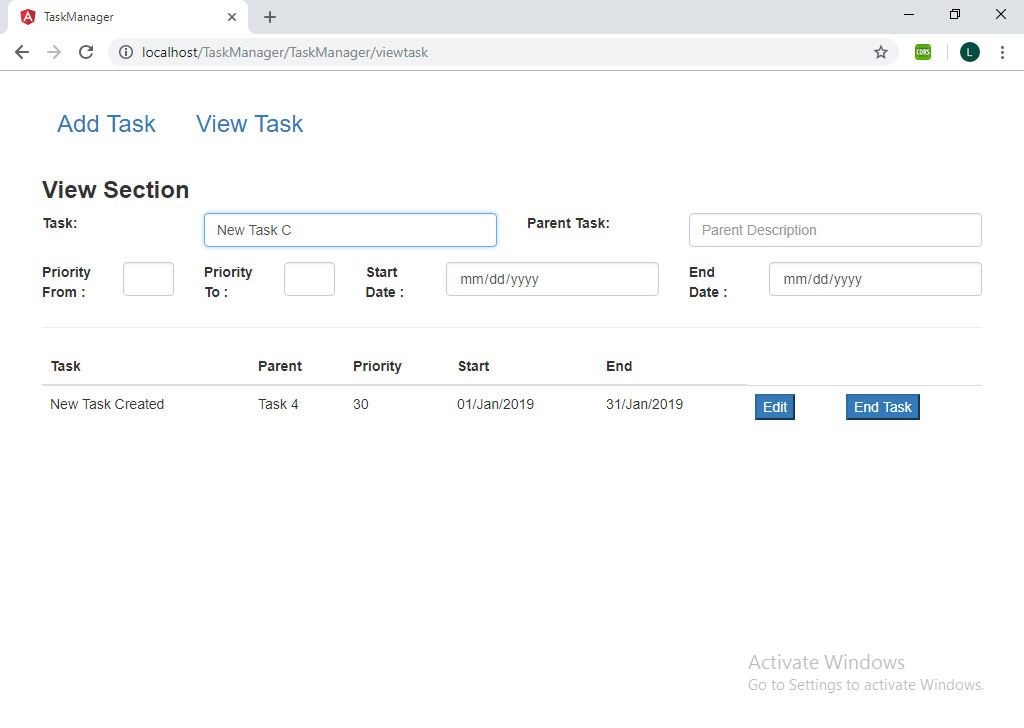 TaskManager
localhost/TaskManager/TaskManager/viewtask
CORS
L
Add Task View Task
View Section
Task: New Task C Parent Task: Parent Description
Priority From : Priority To : Start Date : mm/dd/yyyy End Date : mm/dd/yyyy
Task Parent Priority Start End
New Task Created Task 4 30 01/Jan/2019 31/Jan/2019 Edit End Task
Activate Windows
Go to Settings to activate Windows.